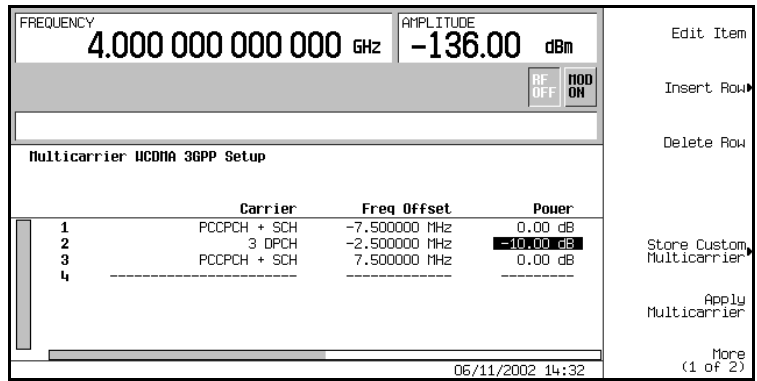 FREQUENCY
4.000 000 000 000 GHz
AMPLITUDE
-136.00 dBm
RF OFF
MOD ON
Multicarrier WCDMA 3GPP Setup
Carrier Freq Offset Power
1 PCCPCH + SCH -7.500000 MHz 0.00 dB
2 3 DPCH -2.500000 MHz -10.00 dB
3 PCCPCH + SCH 7.500000 MHz 0.00 dB
4 -------------------- ------------- ---------
06/11/2002 14:32
Edit Item
Insert Row
Delete Row
Store Custom
Multicarrier
Apply
Multicarrier
More
(1 of 2)